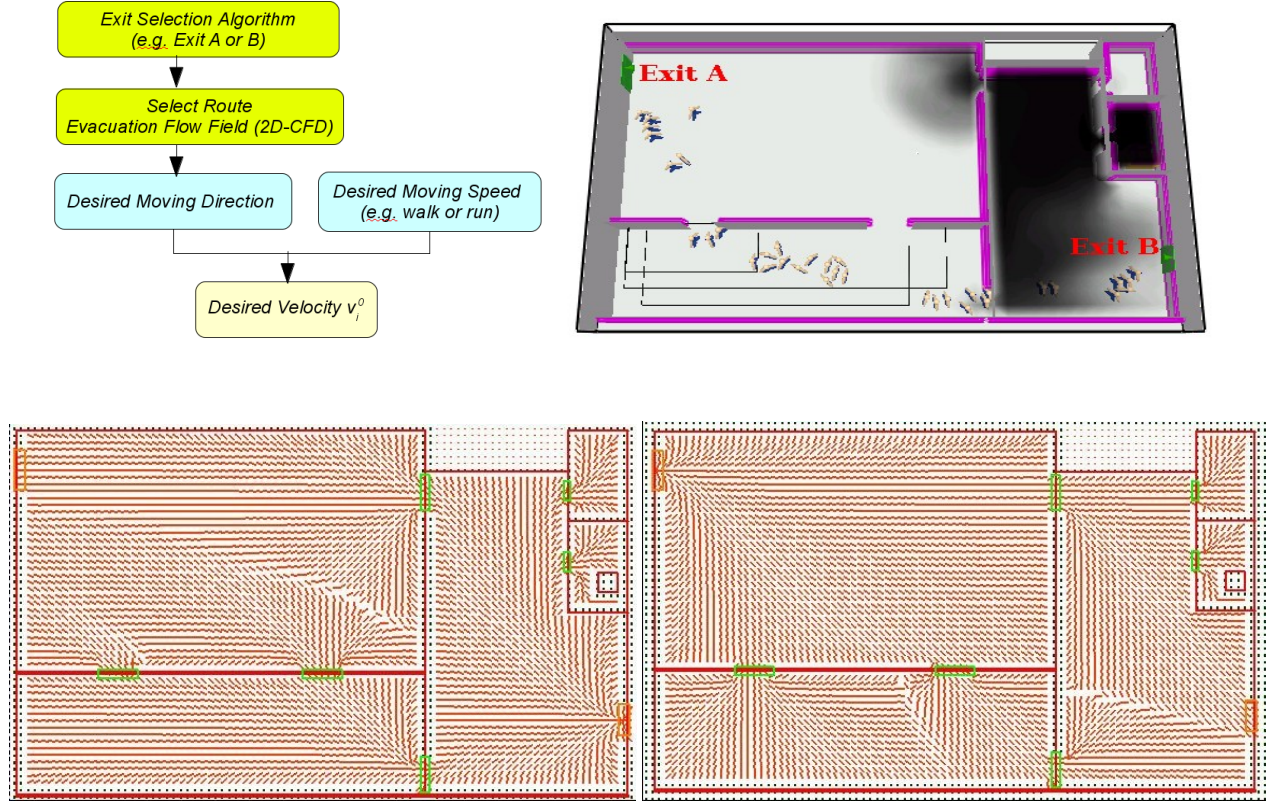 Exit Selection Algorithm
(e.g. Exit A or B)
Select Route
Evacuation Flow Field (2D-CFD)
Desired Moving Direction
Desired Moving Speed
(e.g. walk or run)
Desired Velocity v_i^0
Exit A
Exit B